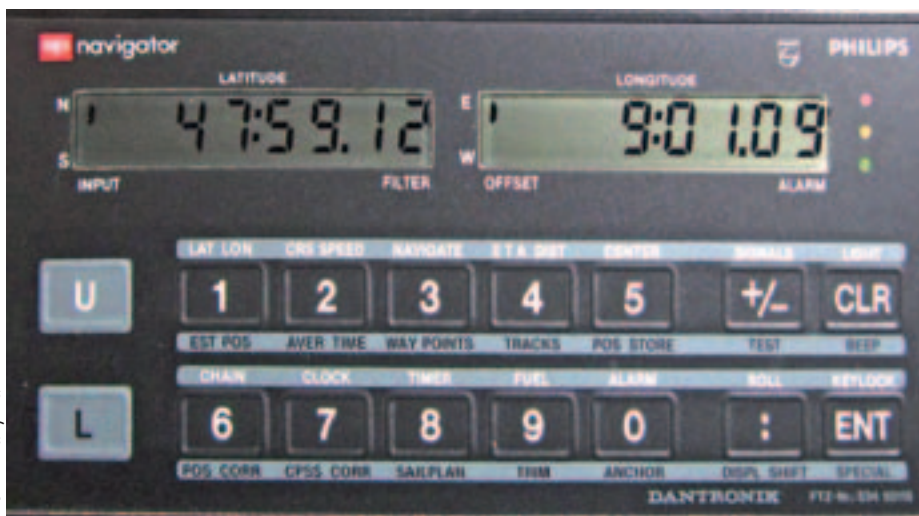 navigator PHILIPS
LATITUDE LONGITUDE
N ' 47:59.12 E ' 9:01.09
S W
INPUT FILTER OFFSET ALARM
LAT LON CRS SPEED NAVIGATE E T A DIST CENTER SIGNALS LIGHT
U 1 2 3 4 5 +/- CLR
EST POS AVER TIME WAY POINTS TRACKS POS STORE TEST BEEP
CHAIN CLOCK TIMER FUEL ALARM ROLL KEYLOCK
L 6 7 8 9 0 : ENT
POS CORR CPSS CORR SAILPLAN TRIM ANCHOR DISPL SHIFT SPECIAL
DANTRONIK